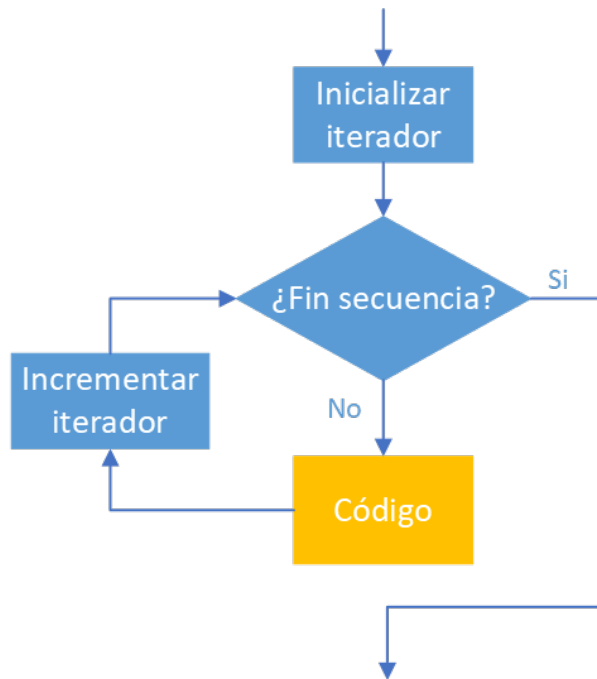 Inicializar
iterador
¿Fin secuencia?
Si
Incrementar
iterador
No
Código